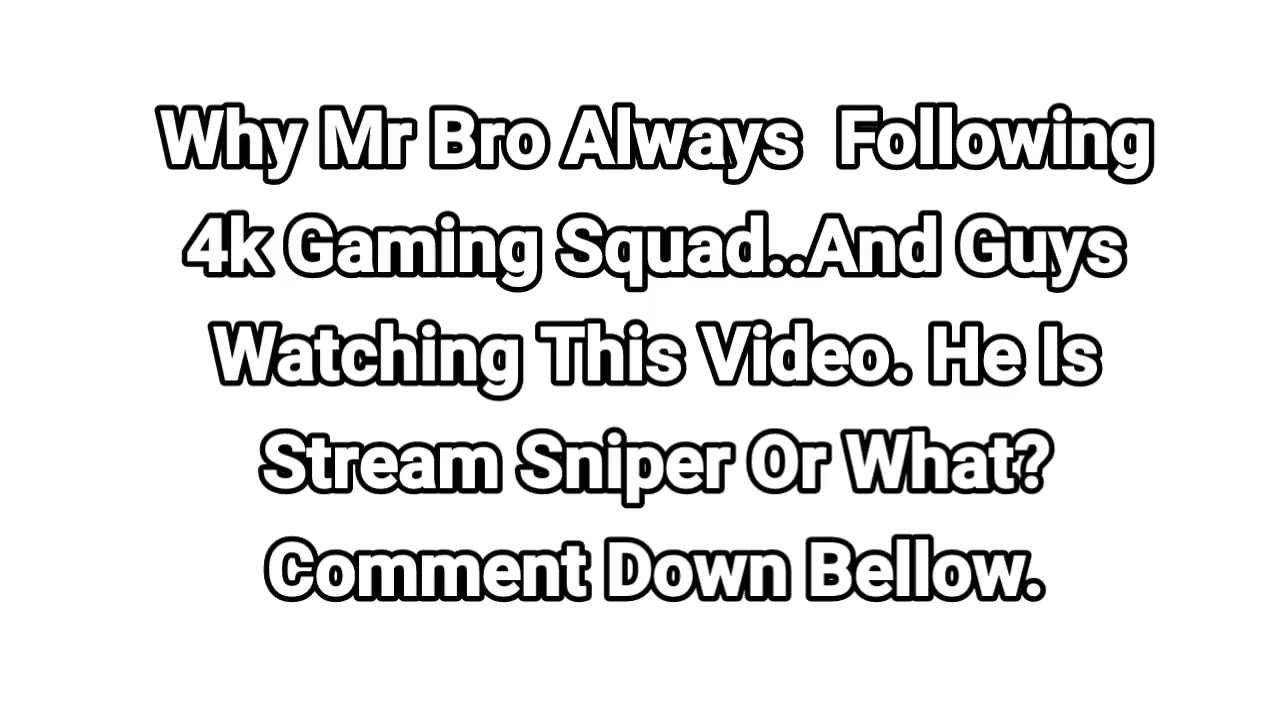 Why Mr Bro Always  Following
4k Gaming Squad..And Guys
Watching This Video. He Is
Stream Sniper Or What?
Comment Down Bellow.